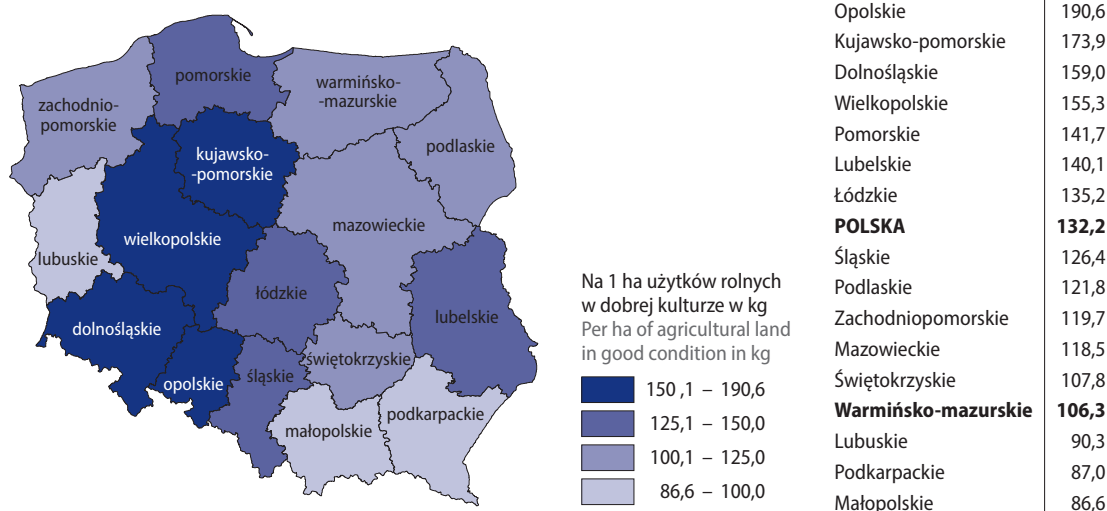 pomorskie
warmińsko-
-mazurskie
zachodnio-
pomorskie
podlaskie
kujawsko-
-pomorskie
mazowieckie
wielkopolskie
lubuskie
łódzkie
lubelskie
dolnośląskie
świętokrzyskie
śląskie
opolskie
podkarpackie
małopolskie
Na 1 ha użytków rolnych
w dobrej kulturze w kg
Per ha of agricultural land
in good condition in kg
150 ,1 – 190,6
125,1 – 150,0
100,1 – 125,0
86,6 – 100,0
Opolskie 190,6
Kujawsko-pomorskie 173,9
Dolnośląskie 159,0
Wielkopolskie 155,3
Pomorskie 141,7
Lubelskie 140,1
Łódzkie 135,2
POLSKA 132,2
Śląskie 126,4
Podlaskie 121,8
Zachodniopomorskie 119,7
Mazowieckie 118,5
Świętokrzyskie 107,8
Warmińsko-mazurskie 106,3
Lubuskie 90,3
Podkarpackie 87,0
Małopolskie 86,6